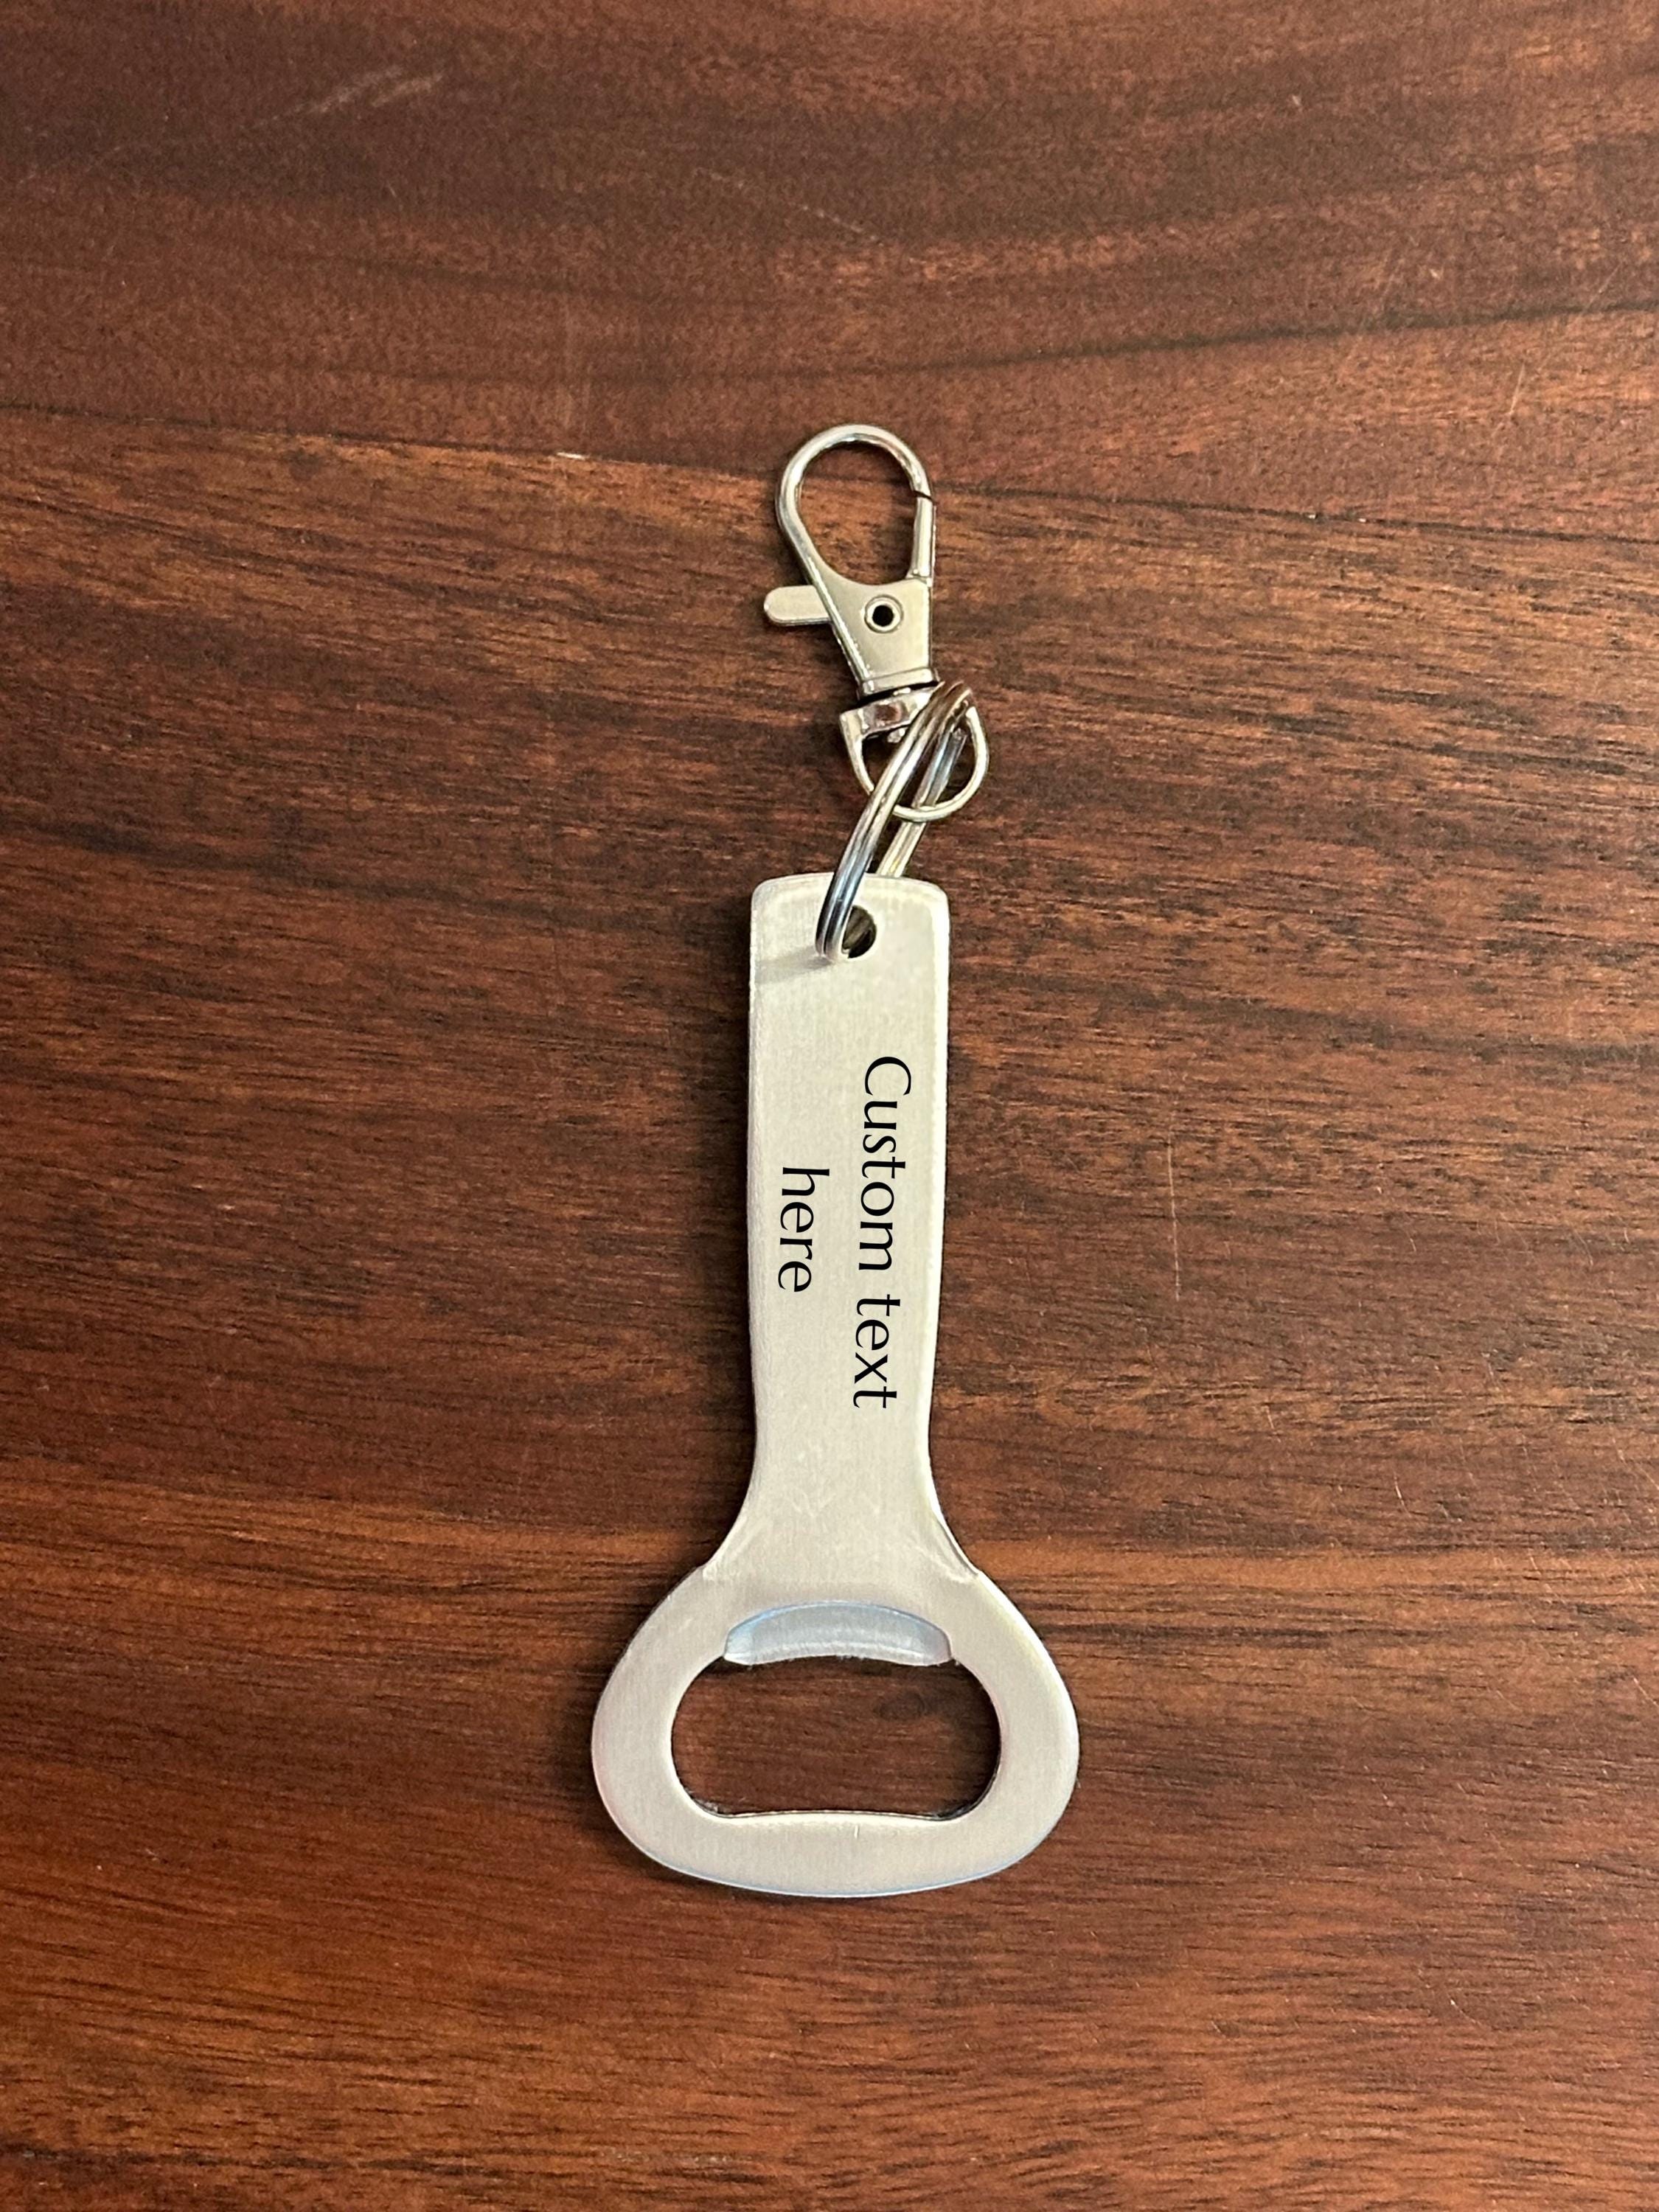 Custom text
here